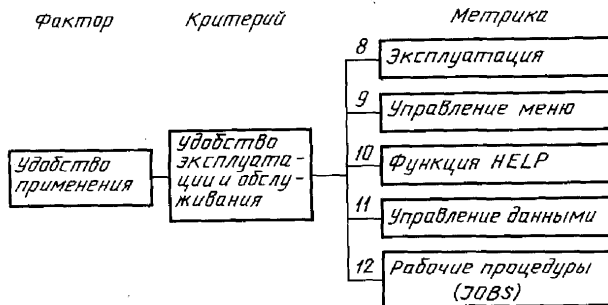 Фактор Критерий Метрика
8 Эксплуатация
9 Управление меню
Удобство применения
Удобство
эксплуата-
ции и обслу-
живания
10 Функция HELP
11 Управление данными
12 Рабочие процедуры
(JOBS)